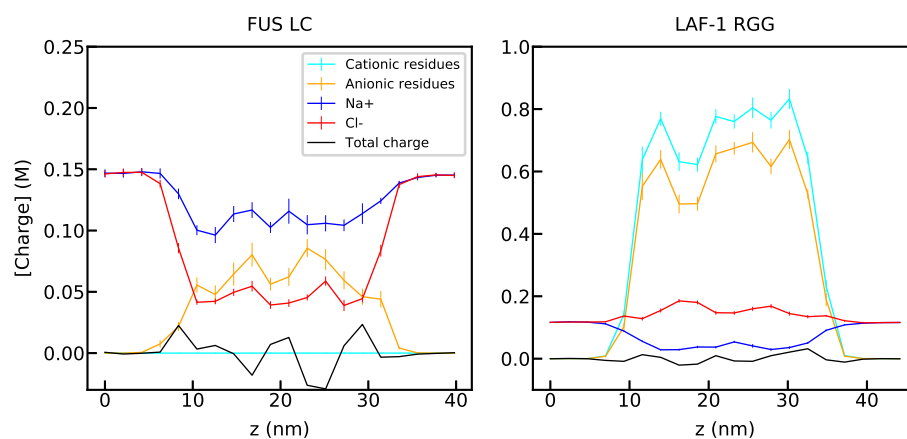 FUS LC
LAF-1 RGG
[Charge] (M)
0.25
0.20
0.15
0.10
0.05
0.00
Cationic residues
Anionic residues
Na+
Cl-
Total charge
0 10 20 30 40
z (nm)
1.0
0.8
0.6
0.4
0.2
0.0
0 10 20 30 40
z (nm)